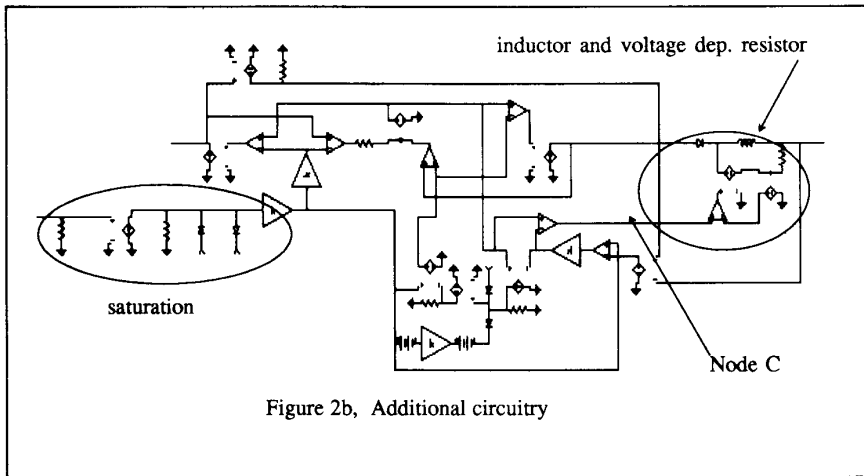 inductor and voltage dep. resistor
saturation
Node C
Figure 2b, Additional circuitry